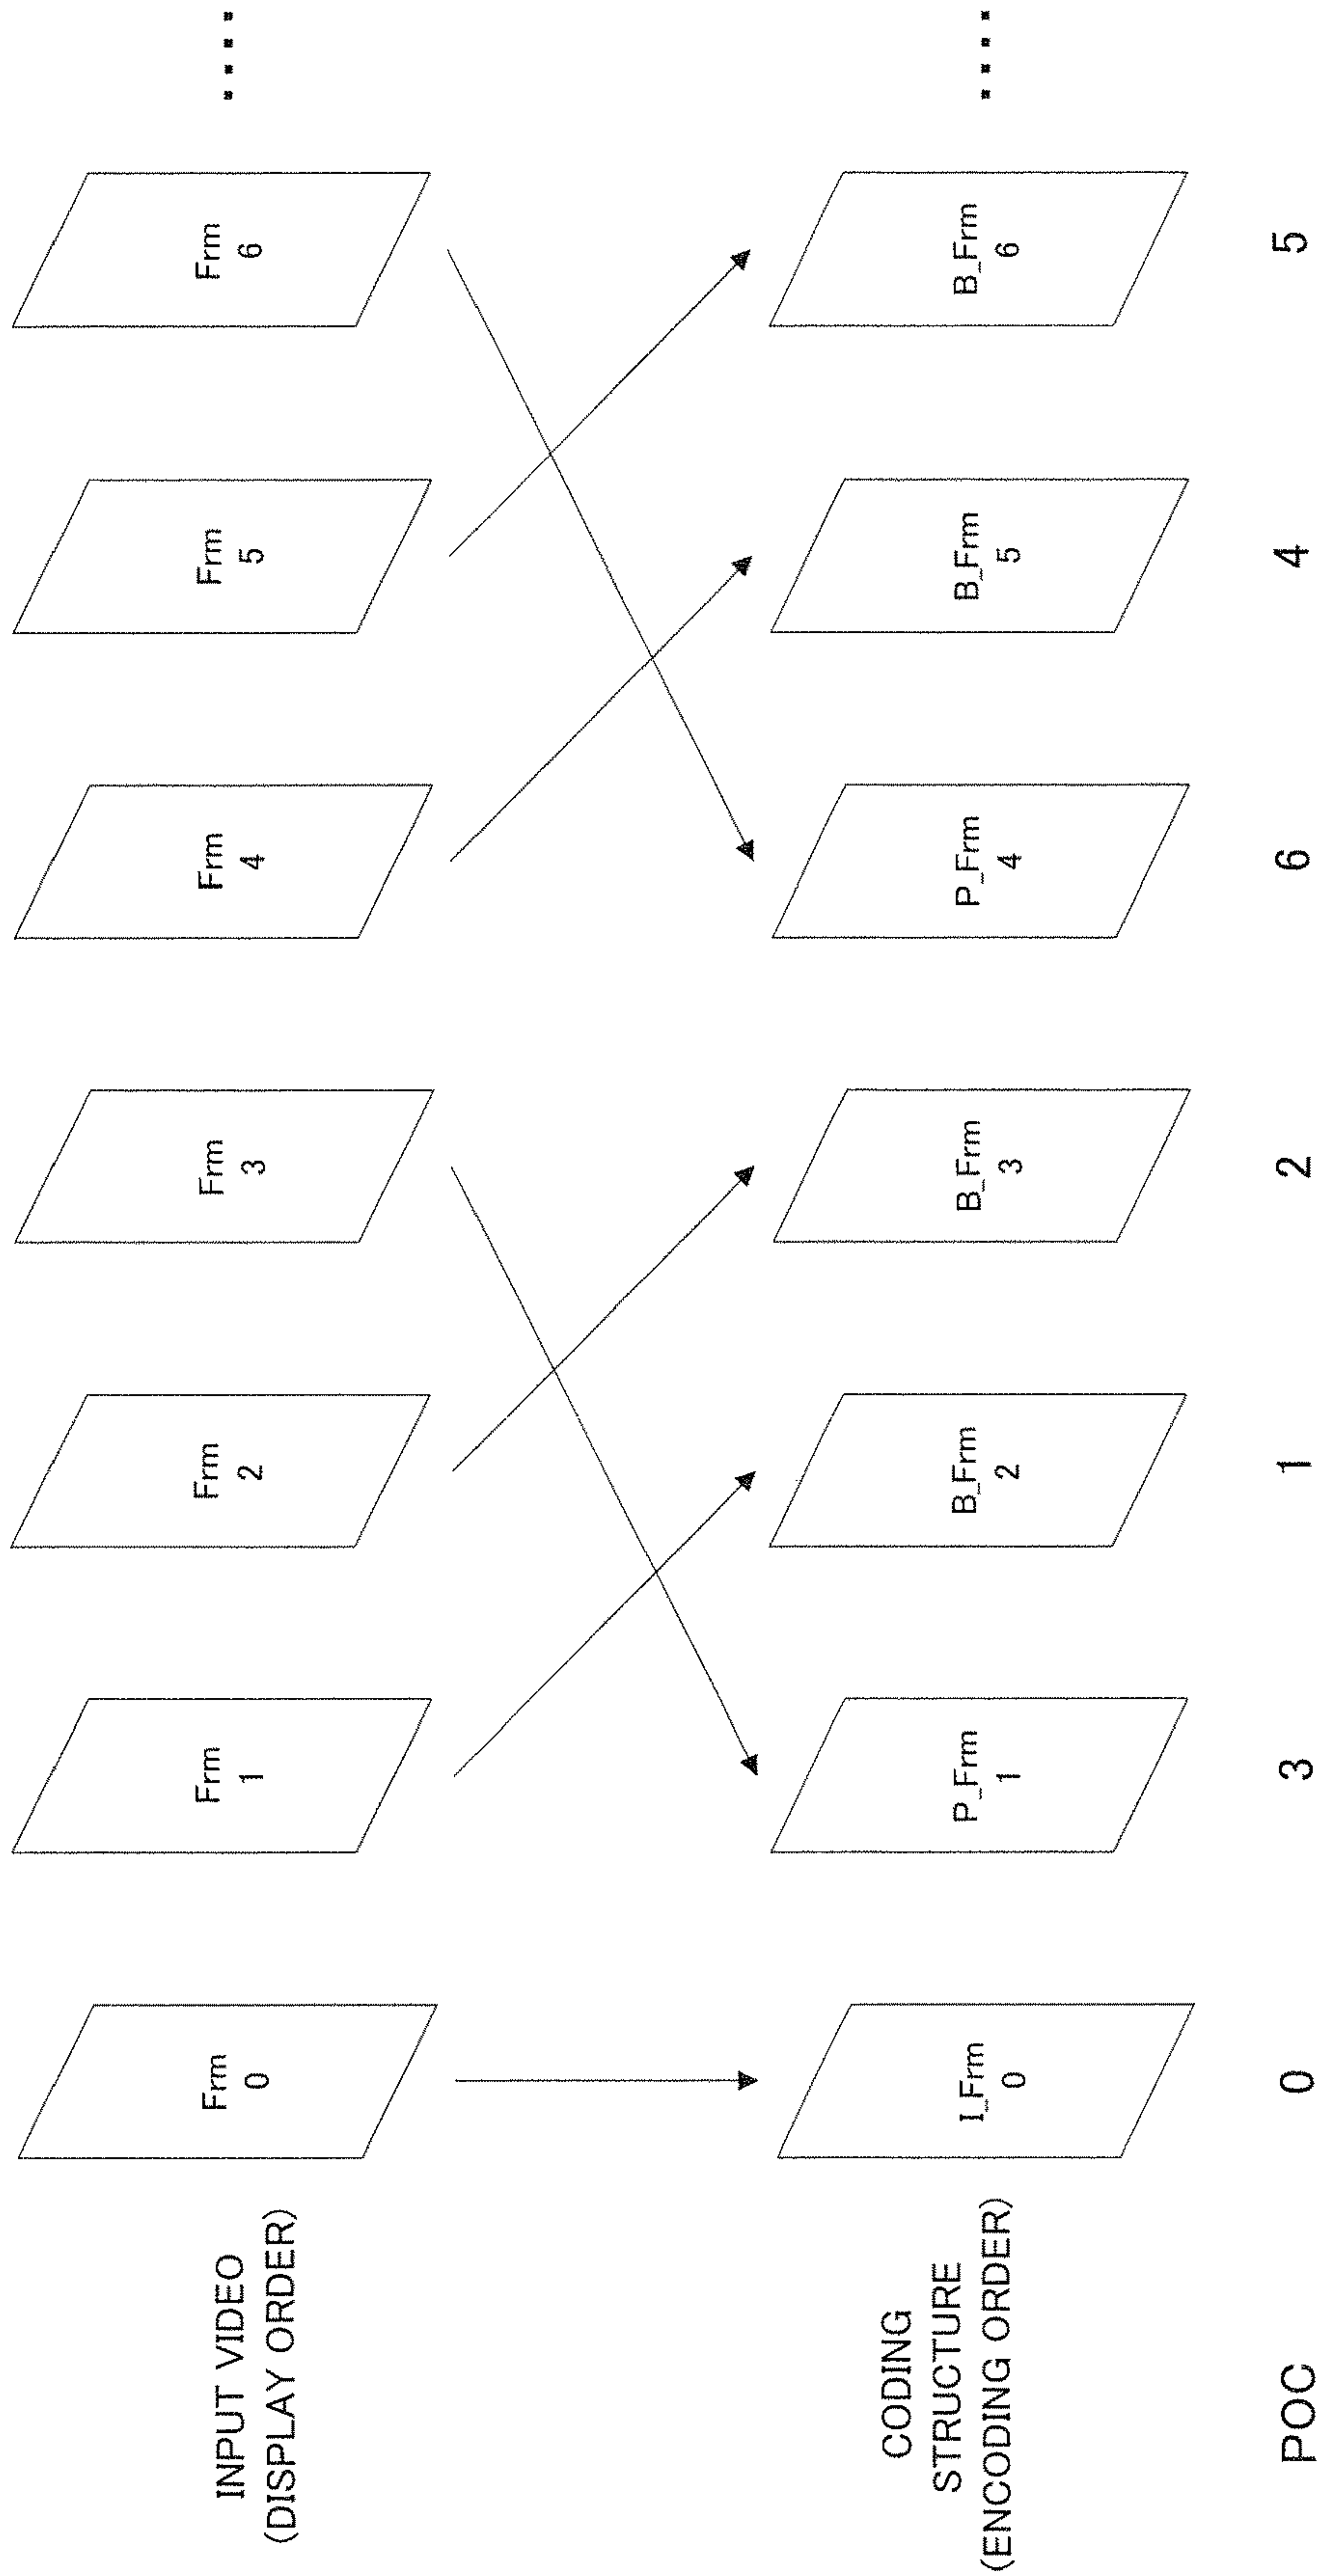 INPUT VIDEO
(DISPLAY ORDER)
Frm
0
Frm
1
Frm
2
Frm
3
Frm
4
Frm
5
Frm
6
CODING
STRUCTURE
(ENCODING ORDER)
I_Frm
0
P_Frm
1
B_Frm
2
B_Frm
3
P_Frm
4
B_Frm
5
B_Frm
6
POC 0 3 1 2 6 4 5